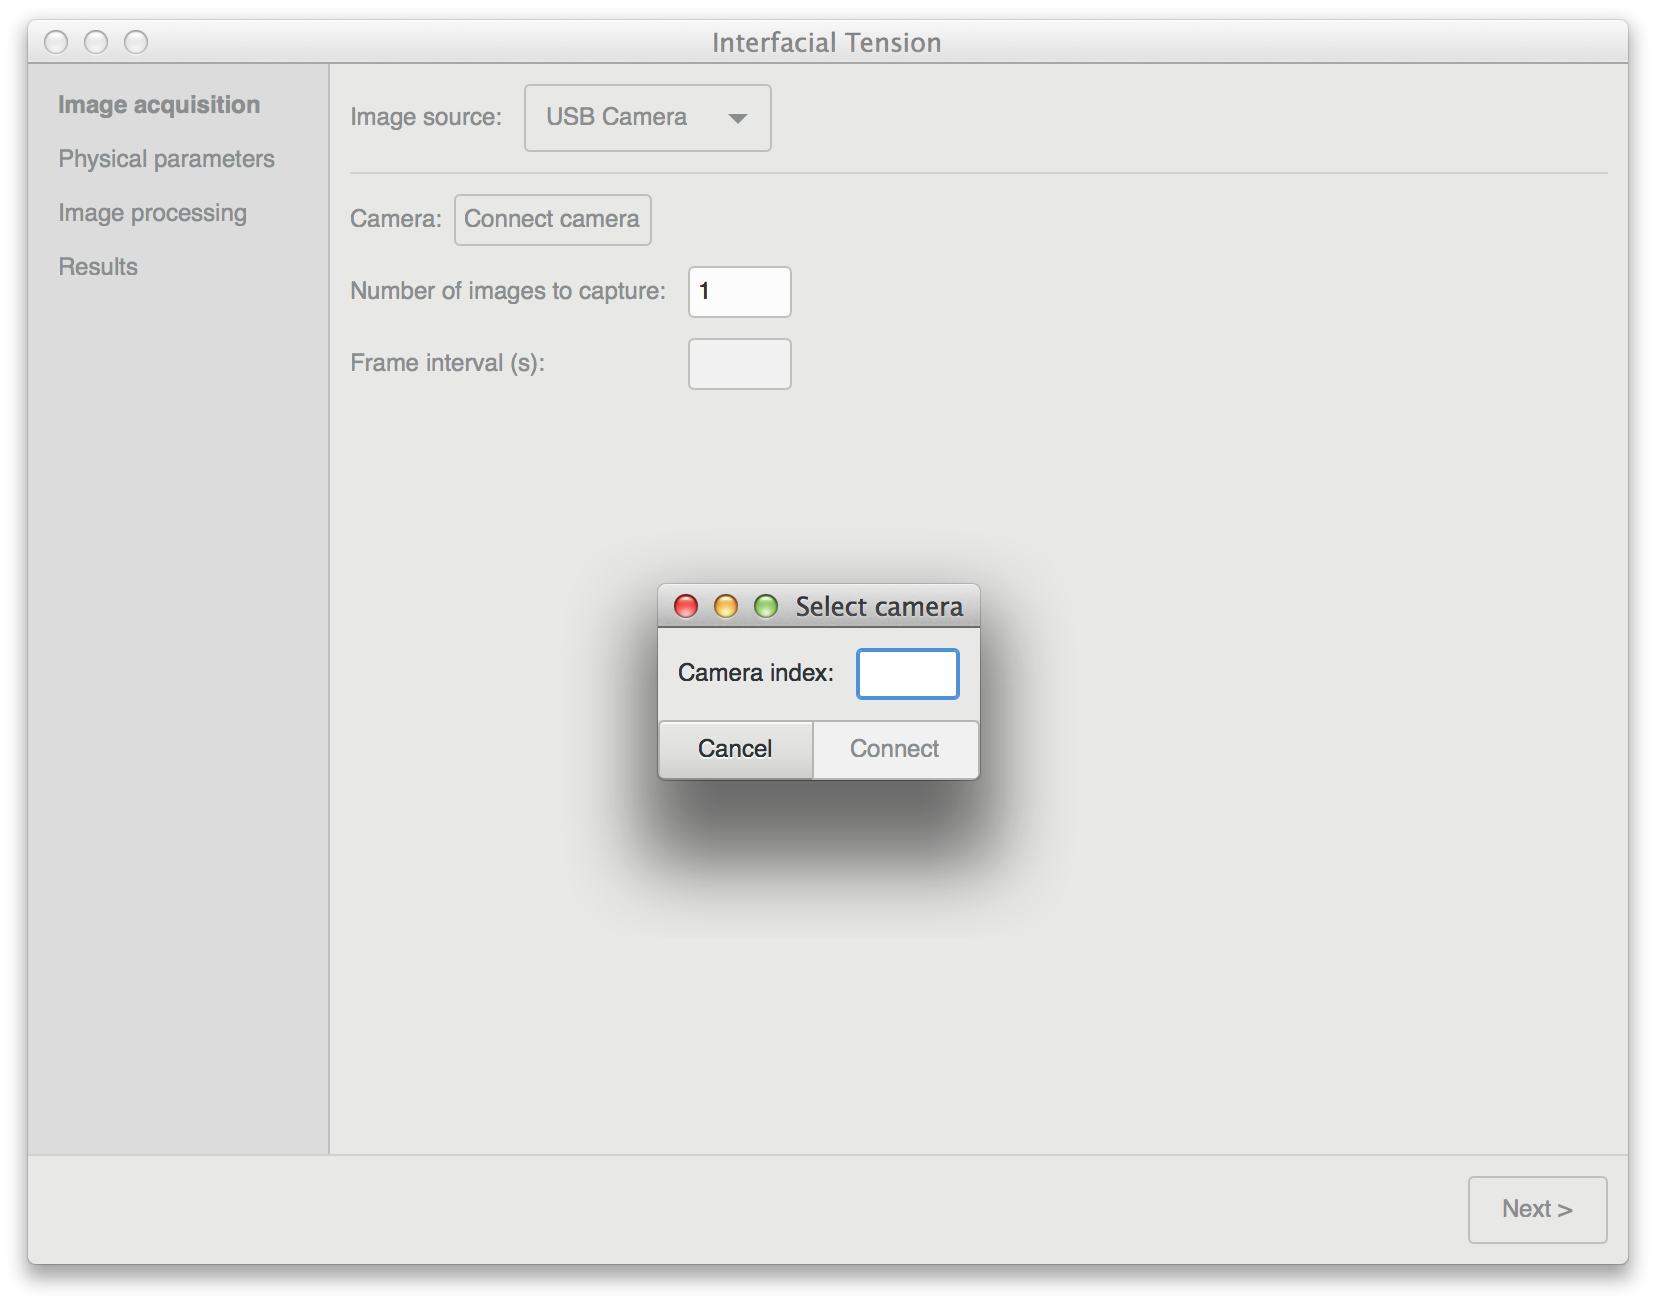 Interfacial Tension
Image acquisition
Physical parameters
Image processing
Results
Image source: USB Camera
Camera: Connect camera
Number of images to capture: 1
Frame interval (s):
Select camera
Camera index:
Cancel Connect
Next >